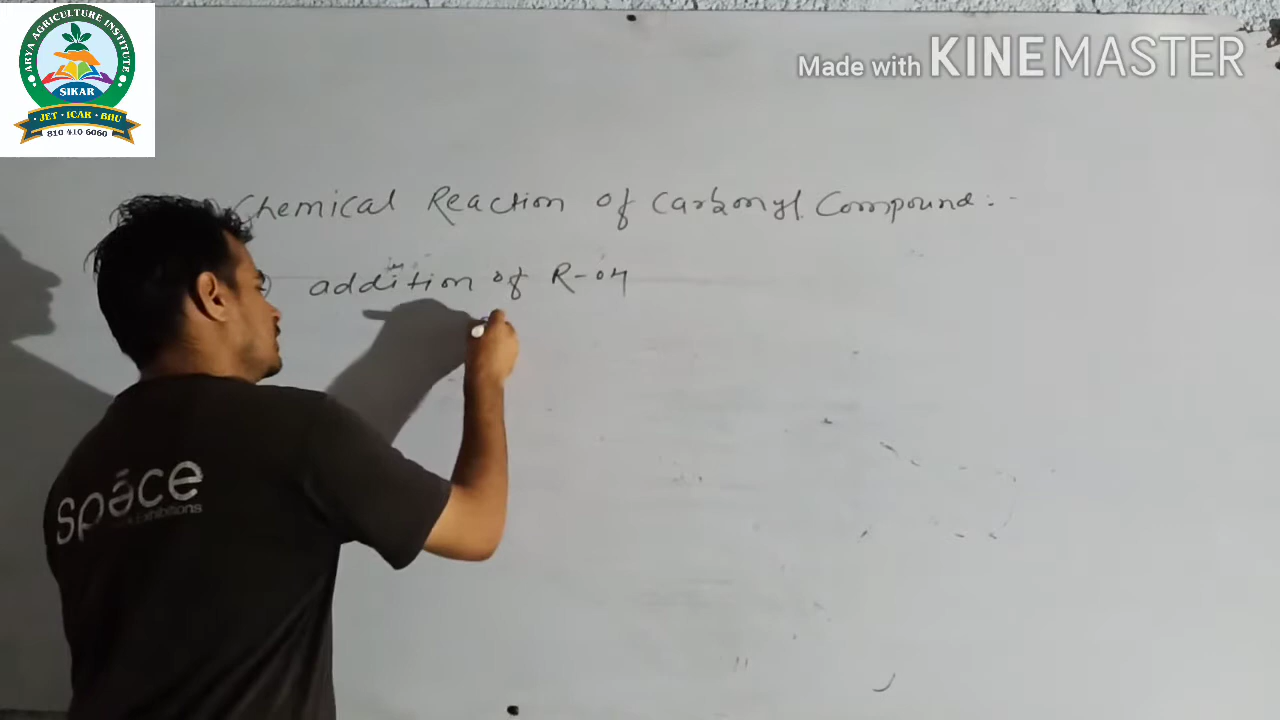 ARYA AGRICULTURE INSTITUTE
SIKAR
• JET • ICAR • BHU •
810 410 6060
Made with KINEMASTER
Chemical Reaction of Carbonyl Compound :-
addition of R-OH
Space